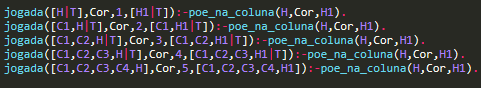 jogada([H|T],Cor,1,[H1|T]):-poe_na_coluna(H,Cor,H1).
jogada([C1,H|T],Cor,2,[C1,H1|T]):-poe_na_coluna(H,Cor,H1).
jogada([C1,C2,H|T],Cor,3,[C1,C2,H1|T]):-poe_na_coluna(H,Cor,H1).
jogada([C1,C2,C3,H|T],Cor,4,[C1,C2,C3,H1|T]):-poe_na_coluna(H,Cor,H1).
jogada([C1,C2,C3,C4,H],Cor,5,[C1,C2,C3,C4,H1]):-poe_na_coluna(H,Cor,H1).